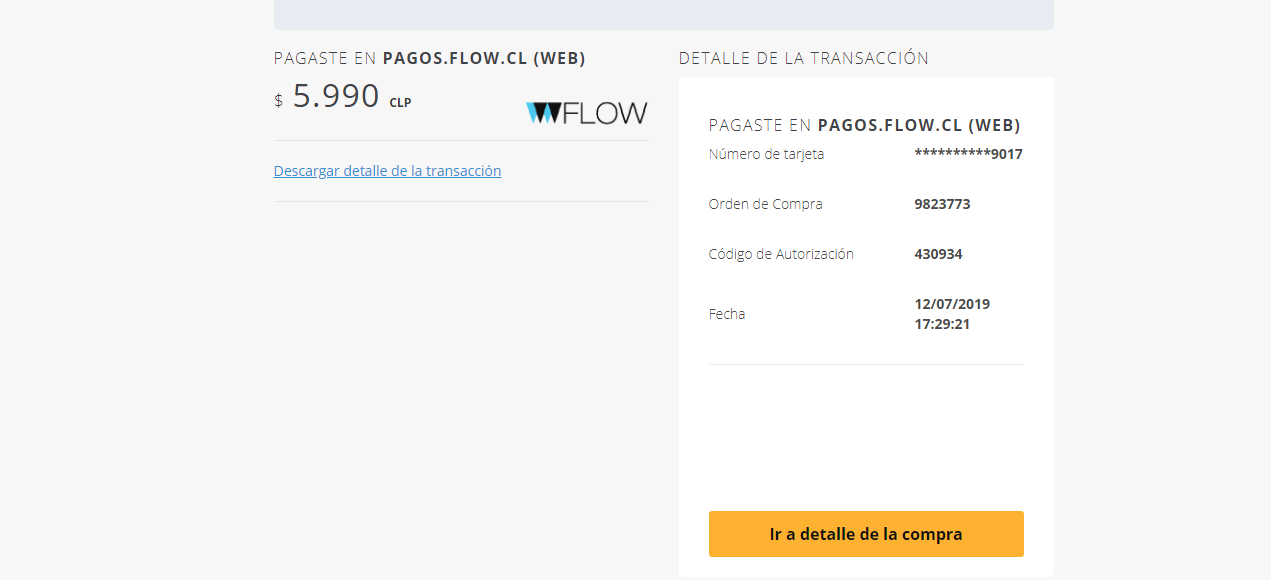 PAGASTE EN PAGOS.FLOW.CL (WEB)
$ 5.990 CLP
FLOW
Descargar detalle de la transacción
DETALLE DE LA TRANSACCIÓN
PAGASTE EN PAGOS.FLOW.CL (WEB)
Número de tarjeta **********9017
Orden de Compra 9823773
Código de Autorización 430934
Fecha 12/07/2019
17:29:21
Ir a detalle de la compra